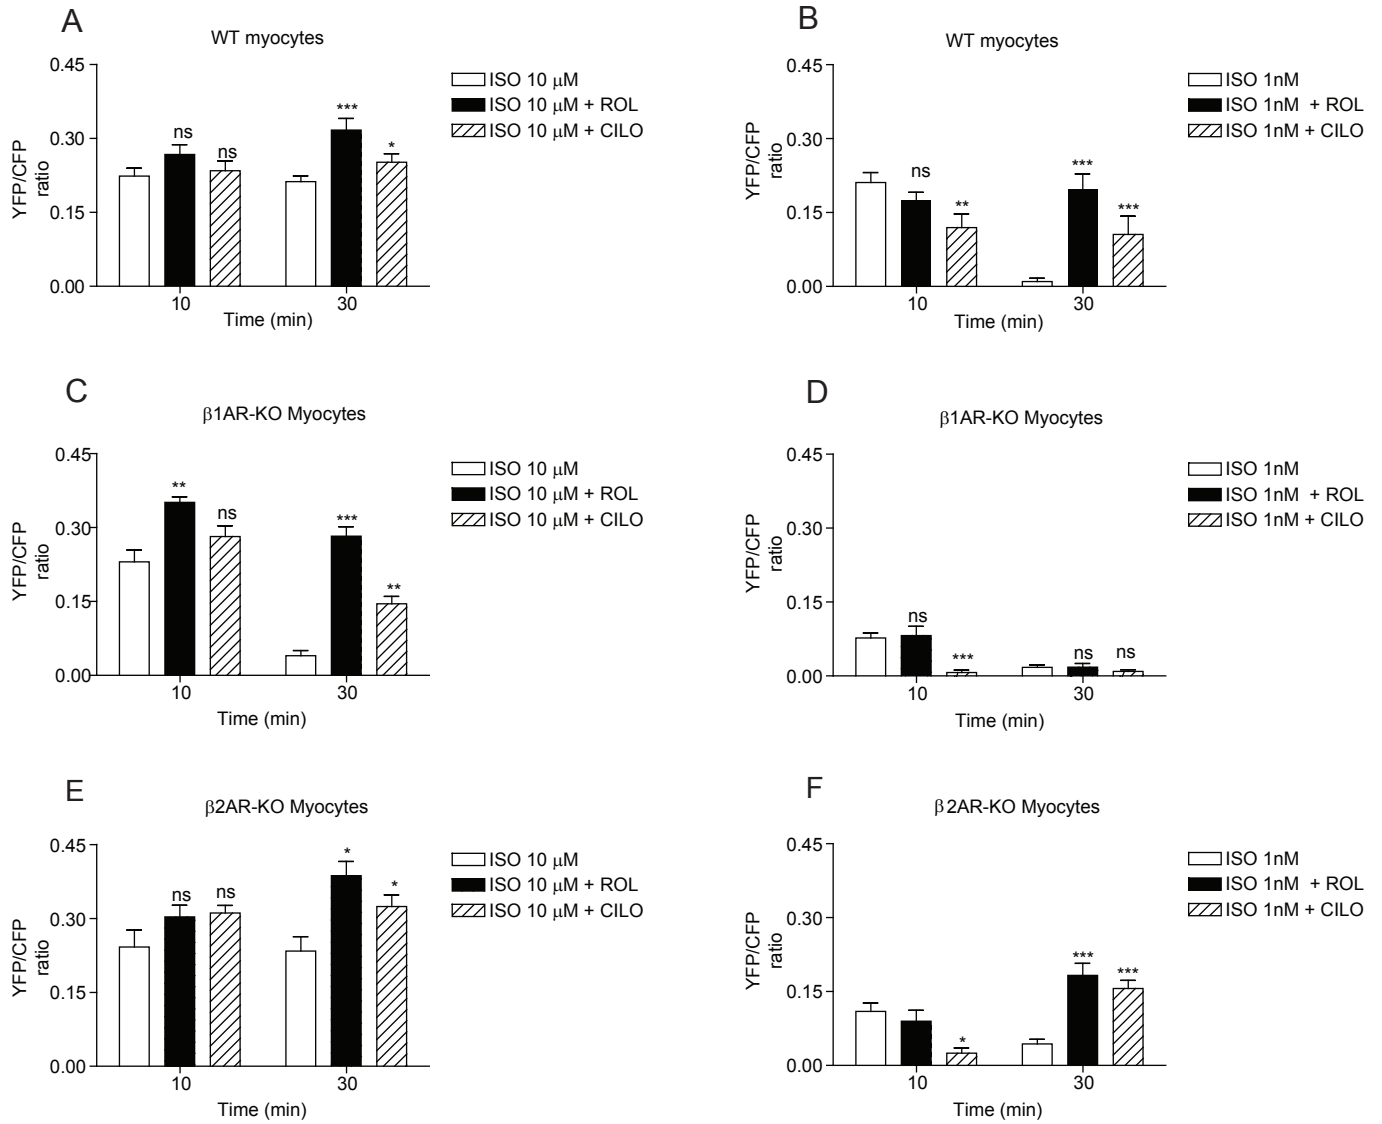 A
WT myocytes
0.45
0.30
0.15
0.00
YFP/CFP
ratio
ns
ns
***
*
10
30
Time (min)
ISO 10 μM
ISO 10 μM + ROL
ISO 10 μM + CILO
B
WT myocytes
0.45
0.30
0.15
0.00
YFP/CFP
ratio
ns
**
***
***
10
30
Time (min)
ISO 1nM
ISO 1nM + ROL
ISO 1nM + CILO
C
β1AR-KO Myocytes
0.45
0.30
0.15
0.00
YFP/CFP
ratio
**
ns
***
**
10
30
Time (min)
ISO 10 μM
ISO 10 μM + ROL
ISO 10 μM + CILO
D
β1AR-KO Myocytes
0.45
0.30
0.15
0.00
YFP/CFP
ratio
ns
***
ns
ns
10
30
Time (min)
ISO 1nM
ISO 1nM + ROL
ISO 1nM + CILO
E
β2AR-KO Myocytes
0.45
0.30
0.15
0.00
YFP/CFP
ratio
ns
ns
*
*
10
30
Time (min)
ISO 10 μM
ISO 10 μM + ROL
ISO 10 μM + CILO
F
β2AR-KO Myocytes
0.45
0.30
0.15
0.00
YFP/CFP
ratio
*
***
***
10
30
Time (min)
ISO 1nM
ISO 1nM + ROL
ISO 1nM + CILO